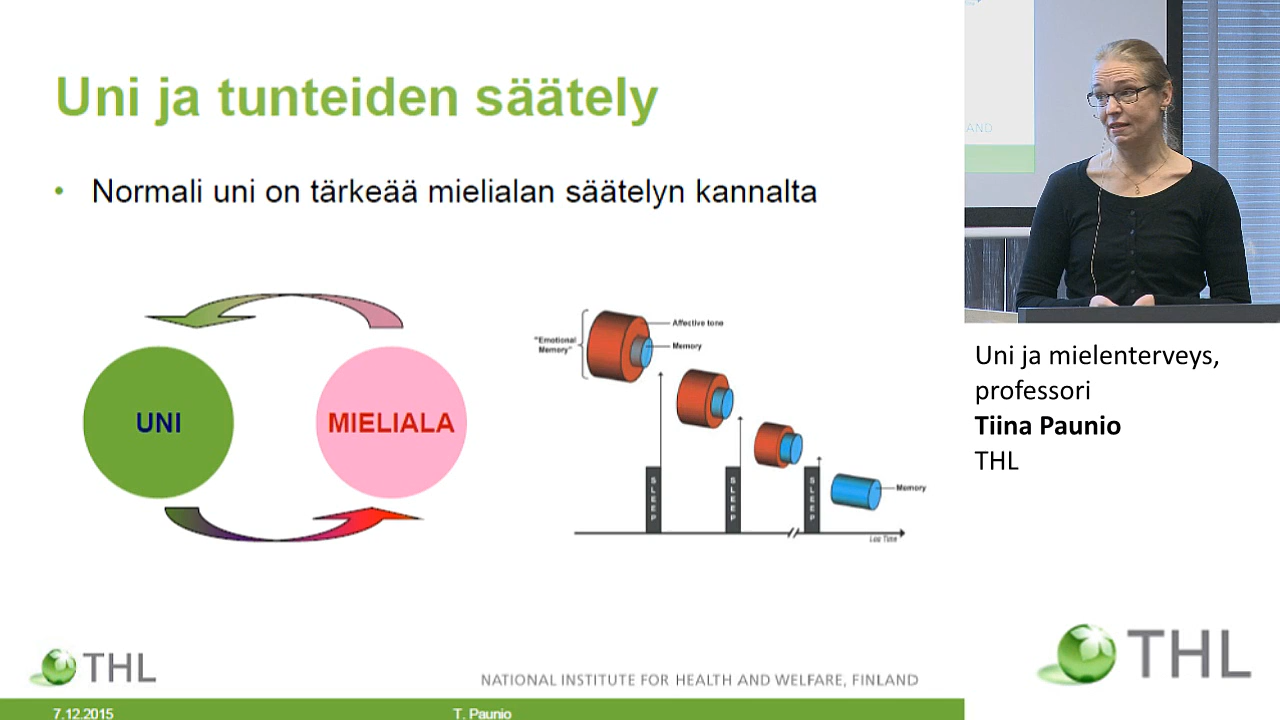 Uni ja tunteiden säätely
• Normali uni on tärkeää mielialan säätelyn kannalta
UNI
MIELIALA
"Emotional
Memory"
Affective tone
Memory
SLEEP
SLEEP
SLEEP
Memory
Log Time
THL
NATIONAL INSTITUTE FOR HEALTH AND WELFARE, FINLAND
7.12.2015
T. Paunio
AND
Uni ja mielenterveys,
professori
Tiina Paunio
THL
THL